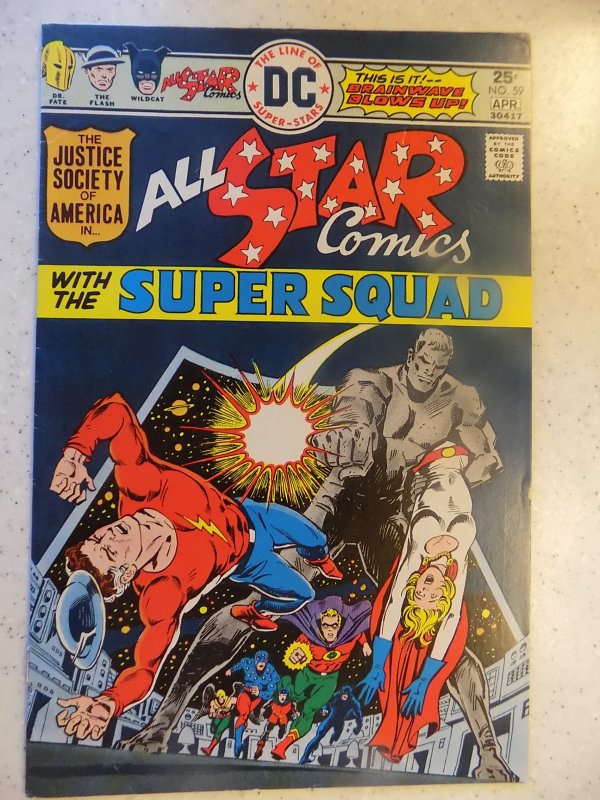 DR.
FATE
THE
FLASH
WILDCAT
ALL STAR
Comics
THE LINE OF
DC
SUPER-STARS
THIS IS IT!--
BRAINWAVE
BLOWS UP!
25¢
NO. 59
APR.
30417
APPROVED
BY THE
COMICS
CODE
AUTHORITY
THE
JUSTICE
SOCIETY
OF
AMERICA
IN...
ALL STAR
Comics
WITH
THE
SUPER SQUAD